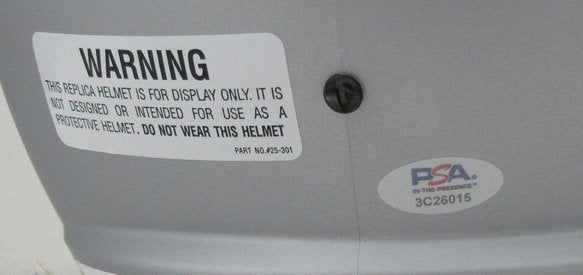 WARNING
THIS REPLICA HELMET IS FOR DISPLAY ONLY. IT IS
NOT DESIGNED OR INTENDED FOR USE AS A
PROTECTIVE HELMET. DO NOT WEAR THIS HELMET
PART NO.#25-301
PSA.
IN-THE-PRESENCE™
3C26015